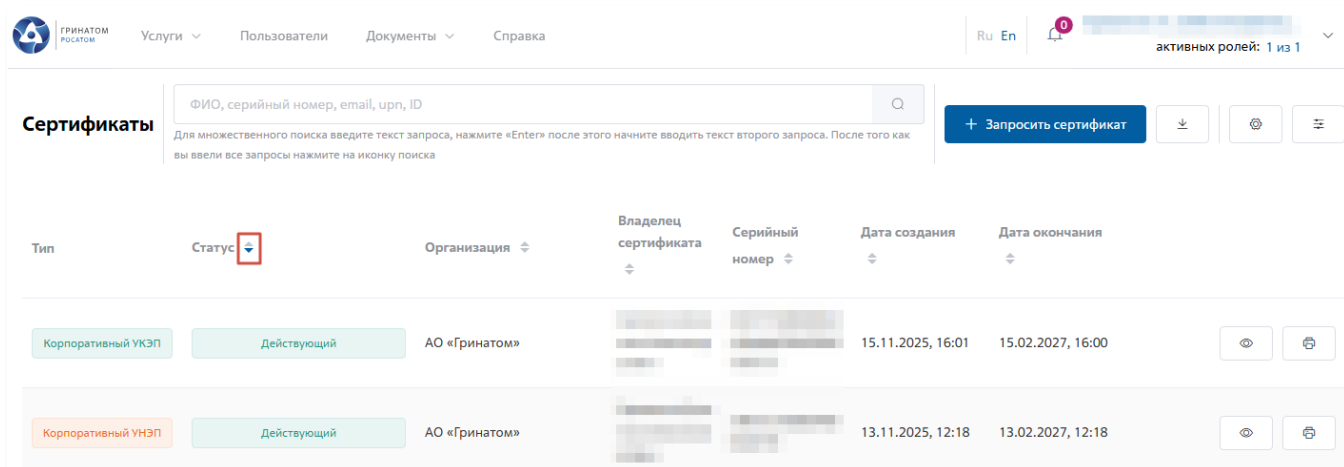 ГРИНАТОМ
РОСАТОМ
Услуги
Пользователи
Документы
Справка
Ru En
0
активных ролей: 1 из 1
Сертификаты
ФИО, серийный номер, email, upn, ID
Для множественного поиска введите текст запроса, нажмите «Enter» после этого начните вводить текст второго запроса. После того как
вы ввели все запросы нажмите на иконку поиска
+ Запросить сертификат
Тип
Статус
Организация
Владелец
сертификата
Серийный
номер
Дата создания
Дата окончания
Корпоративный УКЭП
Действующий
АО «Гринатом»
15.11.2025, 16:01
15.02.2027, 16:00
Корпоративный УНЭП
Действующий
АО «Гринатом»
13.11.2025, 12:18
13.02.2027, 12:18